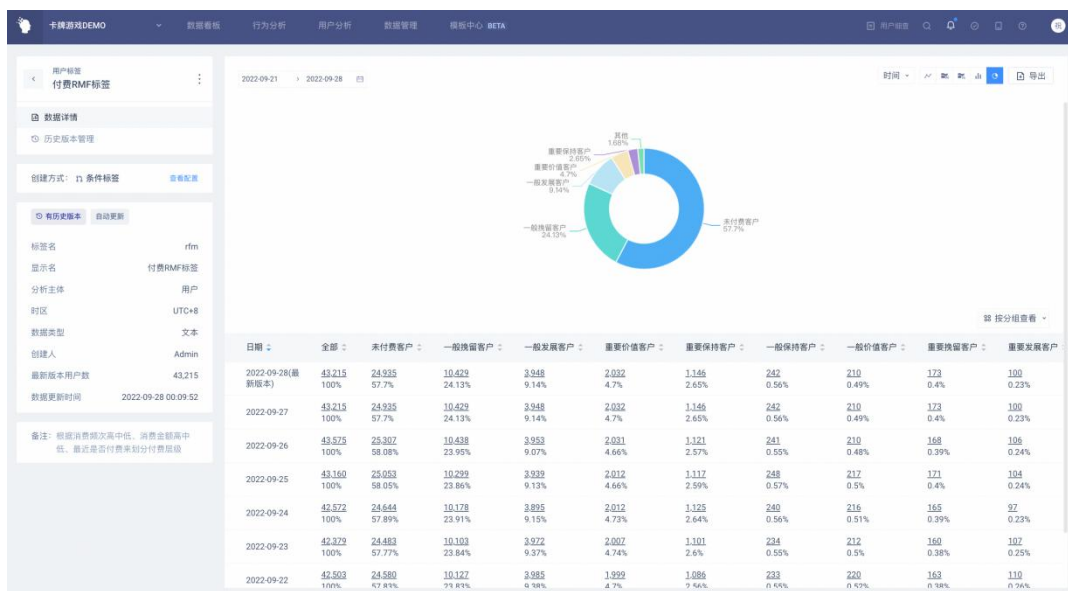 卡牌游戏DEMO
数据看板
行为分析
用户分析
数据管理
模板中心 BETA
用户标签
付费RMF标签
数据详情
历史版本管理
创建方式: 条件标签 查看配置
有历史版本 自动更新
标签名 rfm
显示名 付费RMF标签
分析主体 用户
时区 UTC+8
数据类型 文本
创建人 Admin
最新版本用户数 43,215
数据更新时间 2022-09-28 00:09:52
备注: 根据消费频次高中低、消费金额高中
低、最近是否付费来划分付费层级
2022-09-21 › 2022-09-28
时间
导出
其他
1.68%
重要保持客户
2.65%
重要价值客户
4.7%
一般发展客户
9.14%
一般挽留客户
24.13%
未付费客户
57.7%
按分组查看
日期 全部 未付费客户 一般挽留客户 一般发展客户 重要价值客户 重要保持客户 一般保持客户 一般价值客户 重要挽留客户 重要发展客户
2022-09-28(最 43,215 24,935 10,429 3,948 2,032 1,146 242 210 173 100
新版本) 100% 57.7% 24.13% 9.14% 4.7% 2.65% 0.56% 0.49% 0.4% 0.23%
2022-09-27 43,215 24,935 10,429 3,948 2,032 1,146 242 210 173 100
100% 57.7% 24.13% 9.14% 4.7% 2.65% 0.56% 0.49% 0.4% 0.23%
2022-09-26 43,575 25,307 10,438 3,953 2,031 1,121 241 210 168 106
100% 58.08% 23.95% 9.07% 4.66% 2.57% 0.55% 0.48% 0.39% 0.24%
2022-09-25 43,160 25,053 10,299 3,939 2,012 1,117 248 217 171 104
100% 58.05% 23.86% 9.13% 4.66% 2.59% 0.57% 0.5% 0.4% 0.24%
2022-09-24 42,572 24,644 10,178 3,895 2,012 1,125 240 216 165 97
100% 57.89% 23.91% 9.15% 4.73% 2.64% 0.56% 0.51% 0.39% 0.23%
2022-09-23 42,379 24,483 10,103 3,972 2,007 1,101 234 212 160 107
100% 57.77% 23.84% 9.37% 4.74% 2.6% 0.55% 0.5% 0.38% 0.25%
2022-09-22 42,503 24,580 10,127 3,985 1,999 1,086 233 220 163 110
100% 57.83% 23.83% 9.38% 4.7% 2.56% 0.55% 0.52% 0.38% 0.26%